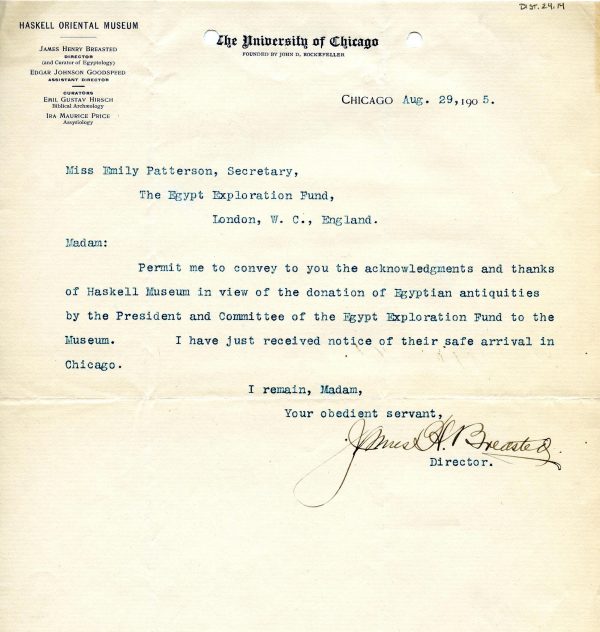 DIST.24.19
HASKELL ORIENTAL MUSEUM
JAMES HENRY BREASTED
DIRECTOR
(and Curator of Egyptology)
EDGAR JOHNSON GOODSPEED
ASSISTANT DIRECTOR
CURATORS
EMIL GUSTAV HIRSCH
Biblical Archæology
IRA MAURICE PRICE
Assyriology
The University of Chicago
FOUNDED BY JOHN D. ROCKEFELLER
CHICAGO Aug. 29, 1905.
Miss Emily Patterson, Secretary,
The Egypt Exploration Fund,
London, W. C., England.
Madam:
Permit me to convey to you the acknowledgments and thanks
of Haskell Museum in view of the donation of Egyptian antiquities
by the President and Committee of the Egypt Exploration Fund to the
Museum. I have just received notice of their safe arrival in
Chicago.
I remain, Madam,
Your obedient servant,
James H. Breasted
Director.